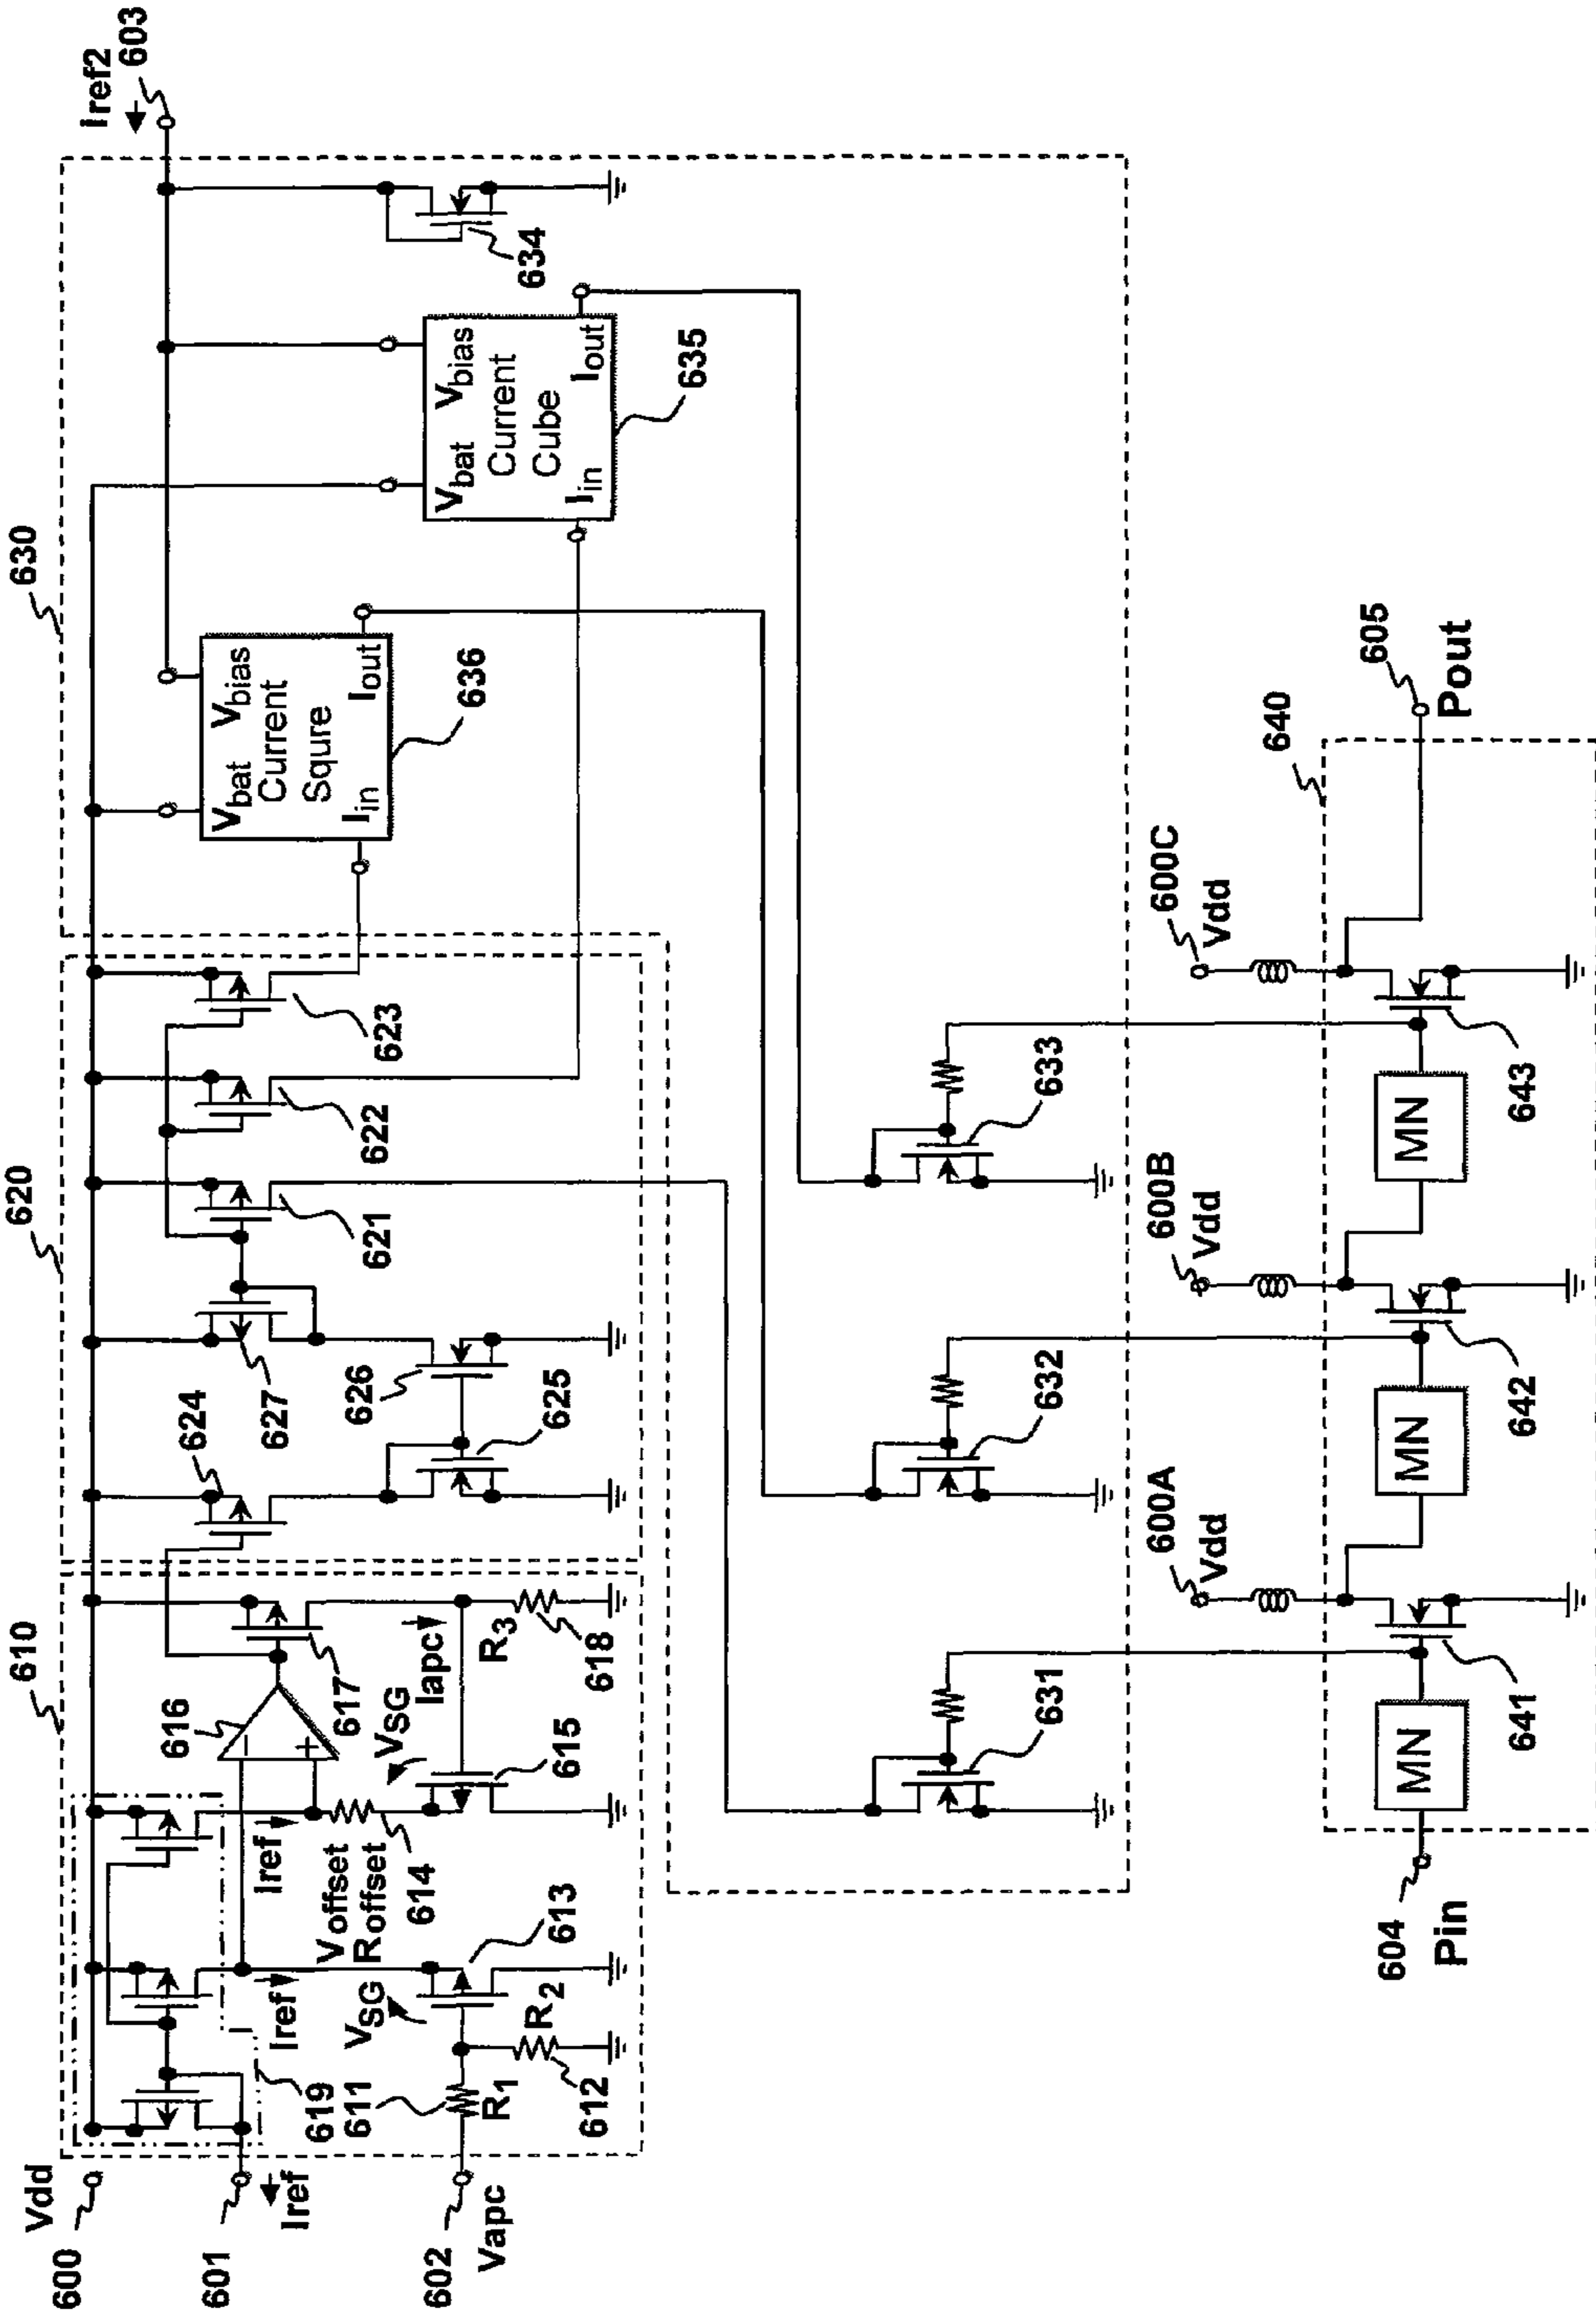 Vdd
600
601
Iref
602
Vapc
610
619
611
R1
612
R2
Iref
VSG
613
Iref
Voffset
Roffset
614
616
−
+
617
VSG
615
Iapc
R3
618
620
624
627
626
625
621
622
623
630
Vbat
Vbias
Current
Squre
Iin
Iout
636
Vbat
Vbias
Current
Cube
Iin
Iout
635
634
Iref2
603
631
632
633
600A
Vdd
600B
Vdd
600C
Vdd
640
604
Pin
MN
641
MN
642
MN
643
605
Pout